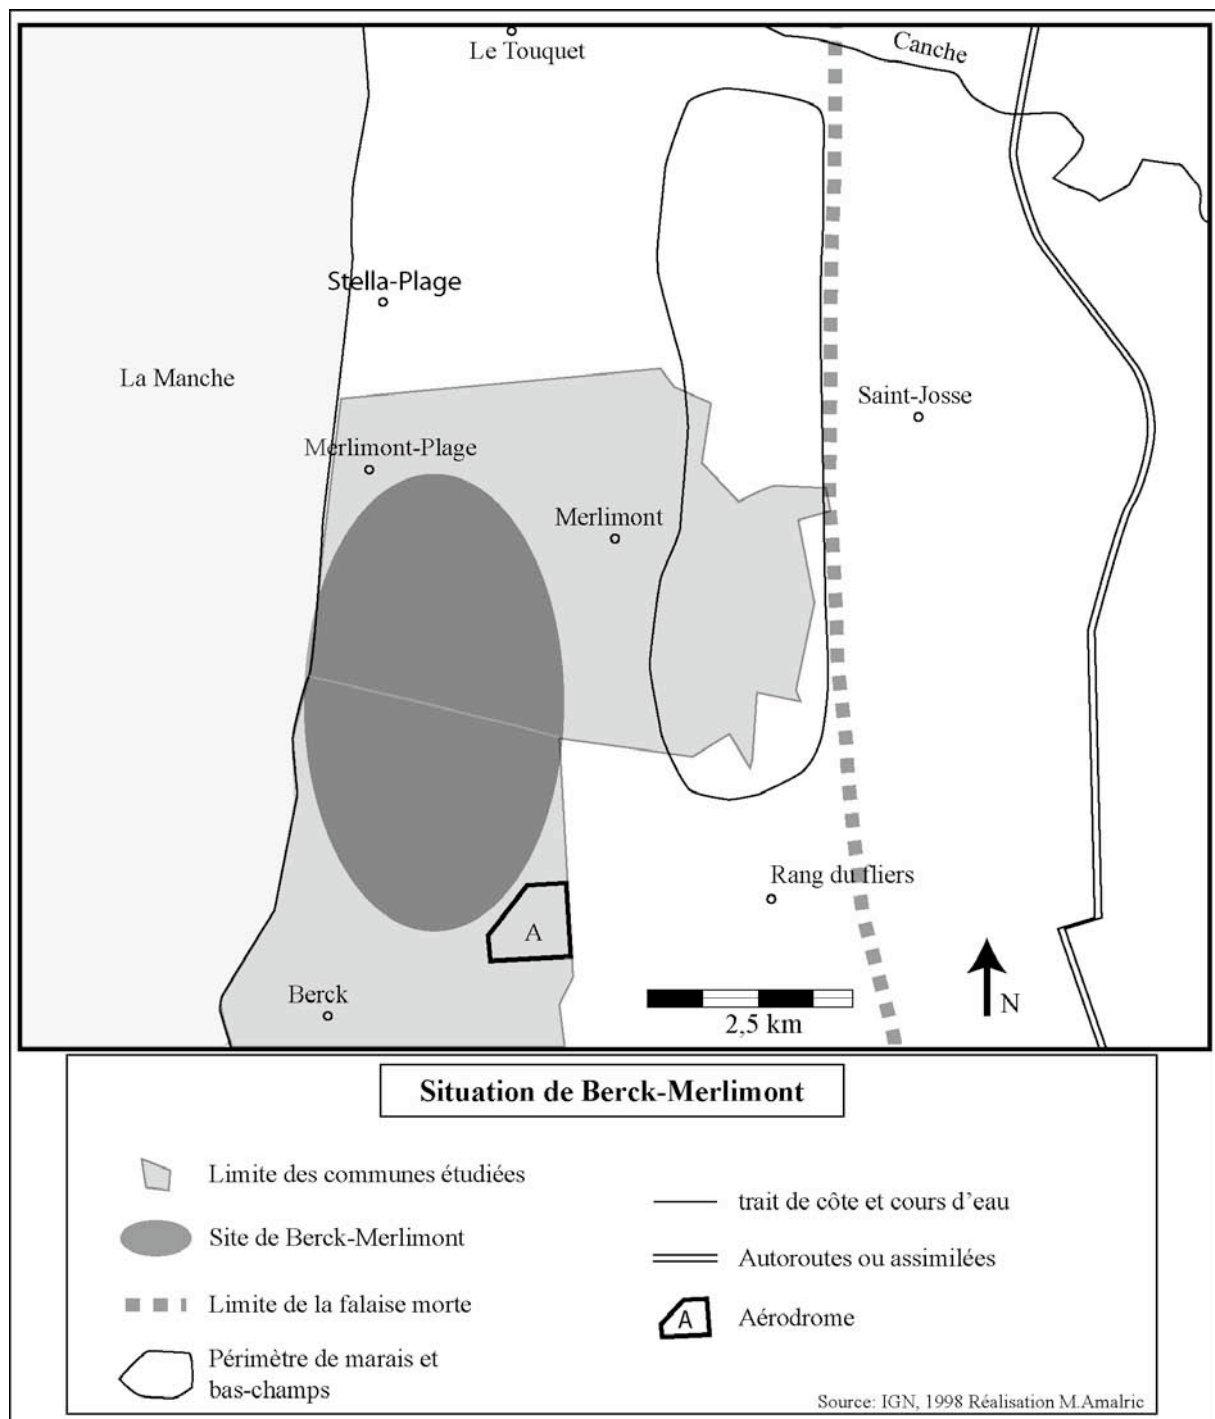 Le Touquet
Canche
Stella-Plage
La Manche
Saint-Josse
Merlimont-Plage
Merlimont
Rang du fliers
A
Berck
2,5 km
N
Situation de Berck-Merlimont
Limite des communes étudiées
Site de Berck-Merlimont
Limite de la falaise morte
Périmètre de marais et
bas-champs
trait de côte et cours d'eau
Autoroutes ou assimilées
A
Aérodrome
Source: IGN, 1998 Réalisation M.Amalric